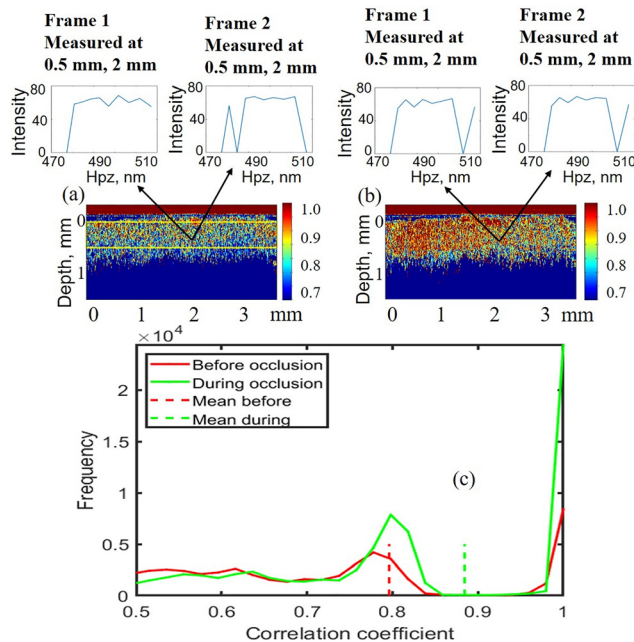 Frame 1
Measured at
0.5 mm, 2 mm
Frame 2
Measured at
0.5 mm, 2 mm
Frame 1
Measured at
0.5 mm, 2 mm
Frame 2
Measured at
0.5 mm, 2 mm
Intensity
80
40
0
470 490 510
Hpz, nm
Intensity
80
40
0
470 490 510
Hpz, nm
Intensity
80
40
0
470 490 510
Hpz, nm
Intensity
80
40
0
470 490 510
Hpz, nm
(a)
Depth, mm
0
1
0 1 2 3 mm
1.0
0.9
0.8
0.7
(b)
Depth, mm
0
1
0 1 2 3 mm
1.0
0.9
0.8
0.7
×10⁴
Before occlusion
During occlusion
Mean before
Mean during
(c)
Frequency
2
1.5
1
0.5
0
0.5 0.6 0.7 0.8 0.9 1
Correlation coefficient